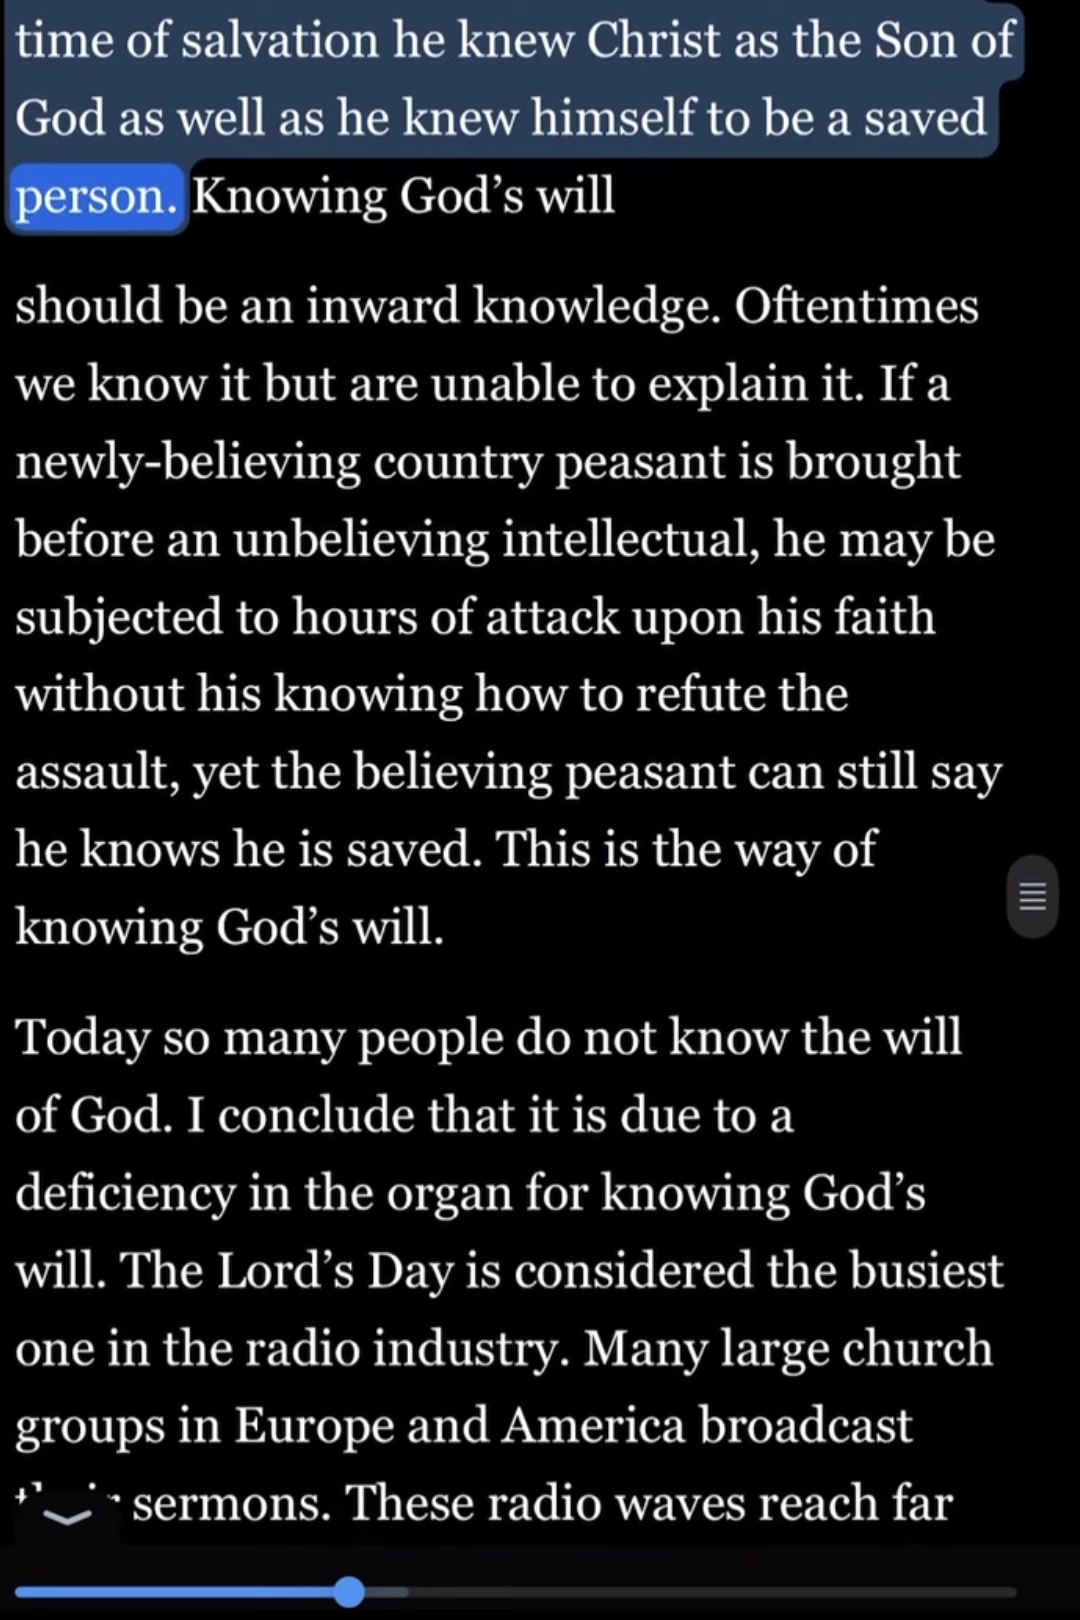 time of salvation he knew Christ as the Son of
God as well as he knew himself to be a saved
person. Knowing God’s will
should be an inward knowledge. Oftentimes
we know it but are unable to explain it. If a
newly-believing country peasant is brought
before an unbelieving intellectual, he may be
subjected to hours of attack upon his faith
without his knowing how to refute the
assault, yet the believing peasant can still say
he knows he is saved. This is the way of
knowing God’s will.
Today so many people do not know the will
of God. I conclude that it is due to a
deficiency in the organ for knowing God’s
will. The Lord’s Day is considered the busiest
one in the radio industry. Many large church
groups in Europe and America broadcast
sermons. These radio waves reach far